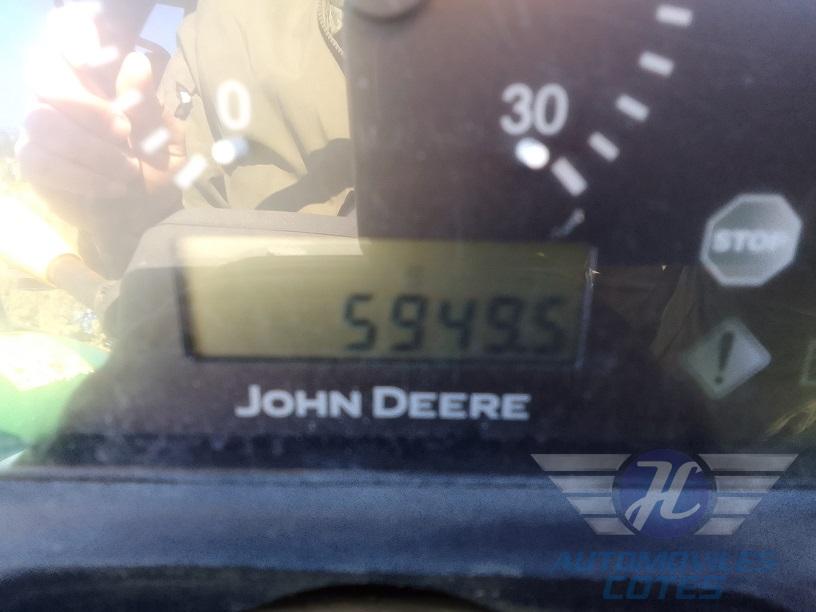 0 30
STOP
!
5949.5
JOHN DEERE
H
AUTOMOVILES
COTES